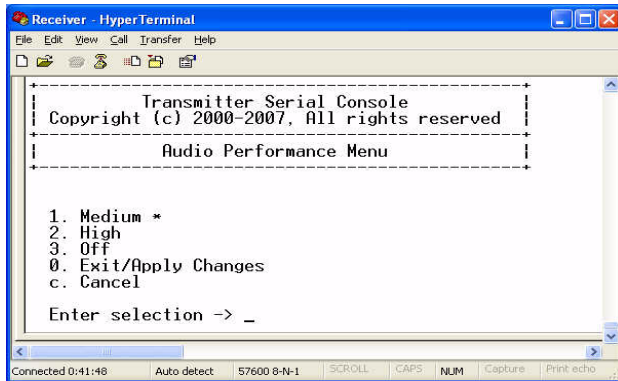 Receiver - HyperTerminal
File Edit View Call Transfer Help
Transmitter Serial Console
Copyright (c) 2000-2007, All rights reserved
Audio Performance Menu
1. Medium *
2. High
3. Off
0. Exit/Apply Changes
c. Cancel
Enter selection -> _
Connected 0:41:48 Auto detect 57600 8-N-1 SCROLL CAPS NUM Capture Print echo